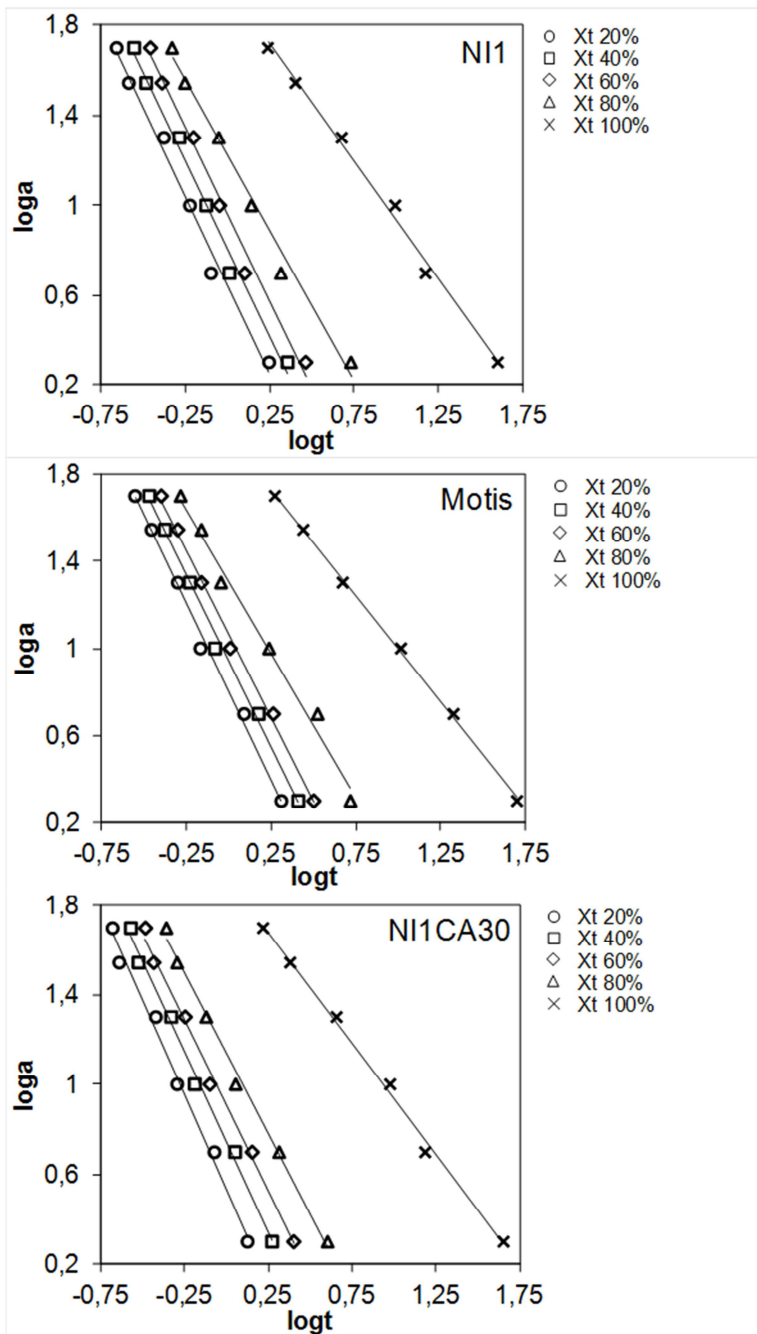 1,8
1,4
1
0,6
0,2
loga
-0,75 -0,25 0,25 0,75 1,25 1,75
logt
NI1
Xt 20%
Xt 40%
Xt 60%
Xt 80%
Xt 100%
1,8
1,4
1
0,6
0,2
loga
-0,75 -0,25 0,25 0,75 1,25 1,75
logt
Motis
Xt 20%
Xt 40%
Xt 60%
Xt 80%
Xt 100%
1,8
1,4
1
0,6
0,2
loga
-0,75 -0,25 0,25 0,75 1,25 1,75
logt
NI1CA30
Xt 20%
Xt 40%
Xt 60%
Xt 80%
Xt 100%